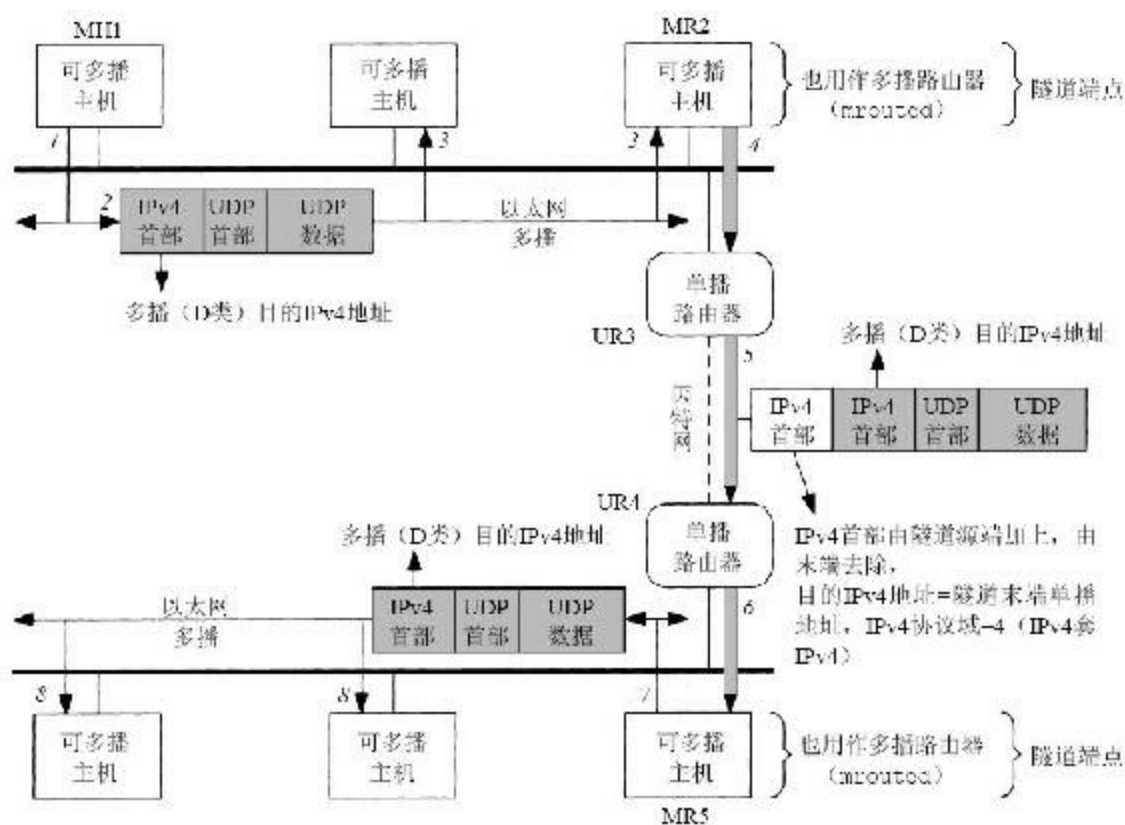 MH1
MR2
可多播
主机
可多播
主机
可多播
主机
也用作多播路由器
(mrouted)
隧道端点
1
3
3
4
2
IPv4
首部
UDP
首部
UDP
数据
以太网
多播
多播（D类）目的IPv4地址
单播
路由器
UR3
5
多播（D类）目的IPv4地址
因特网
IPv4
首部
IPv4
首部
UDP
首部
UDP
数据
UR4
单播
路由器
IPv4首部由隧道源端加上，由
末端去除，
目的IPv4地址=隧道末端单播
地址，IPv4协议域=4（IPv4套
IPv4）
多播（D类）目的IPv4地址
以太网
多播
IPv4
首部
UDP
首部
UDP
数据
6
8
8
7
可多播
主机
可多播
主机
可多播
主机
也用作多播路由器
(mrouted)
隧道端点
MR5